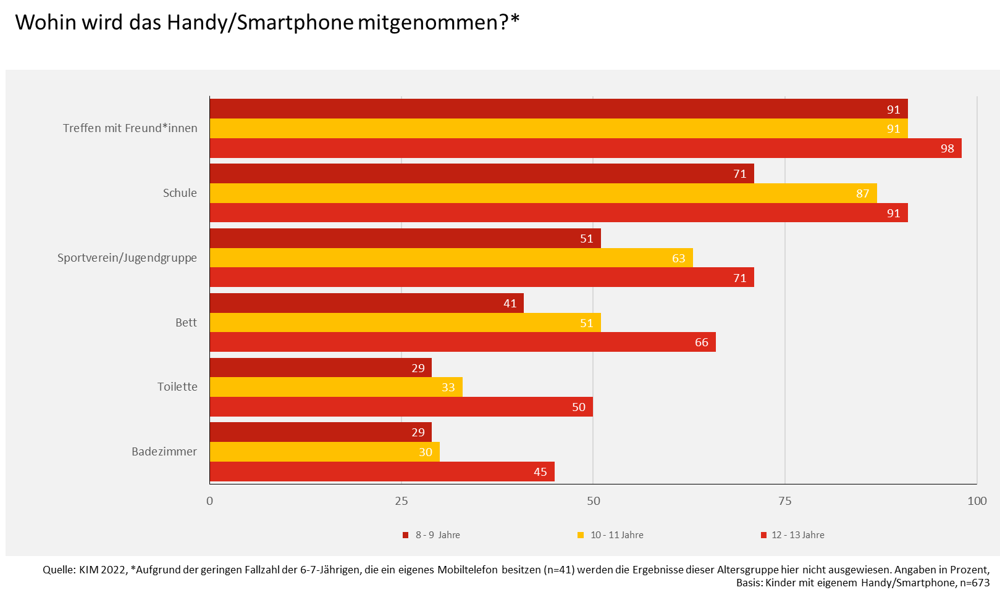 Wohin wird das Handy/Smartphone mitgenommen?*
Treffen mit Freund*innen
91
91
98
Schule
71
87
91
Sportverein/Jugendgruppe
51
63
71
Bett
41
51
66
Toilette
29
33
50
Badezimmer
29
30
45
0 25 50 75 100
8 - 9 Jahre 10 - 11 Jahre 12 - 13 Jahre
Quelle: KIM 2022, *Aufgrund der geringen Fallzahl der 6-7-Jährigen, die ein eigenes Mobiltelefon besitzen (n=41) werden die Ergebnisse dieser Altersgruppe hier nicht ausgewiesen. Angaben in Prozent,
Basis: Kinder mit eigenem Handy/Smartphone, n=673